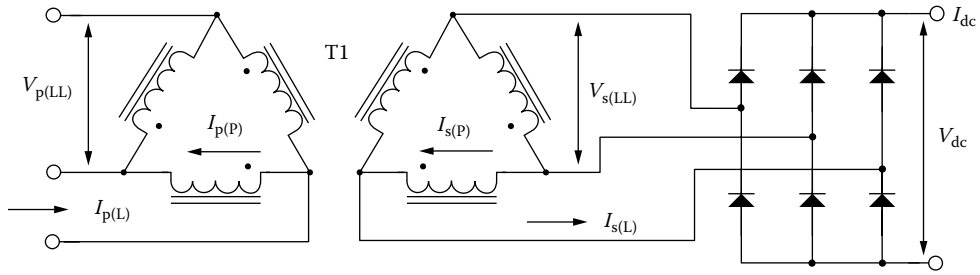 I_dc
T1
V_p(LL)
V_s(LL)
I_p(P)
I_s(P)
V_dc
I_p(L)
I_s(L)